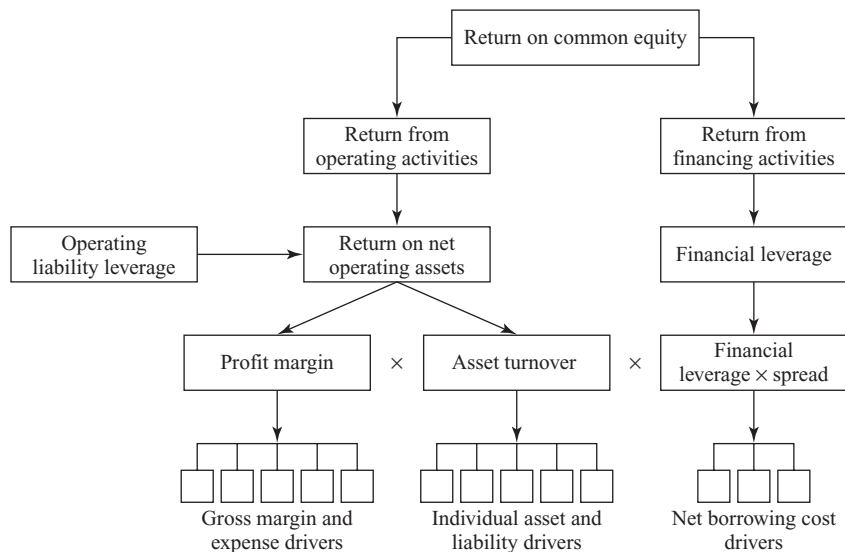 Return on common equity
Return from
operating activities
Return from
financing activities
Operating
liability leverage
Return on net
operating assets
Financial leverage
Profit margin
×
Asset turnover
×
Financial
leverage × spread
Gross margin and
expense drivers
Individual asset and
liability drivers
Net borrowing cost
drivers